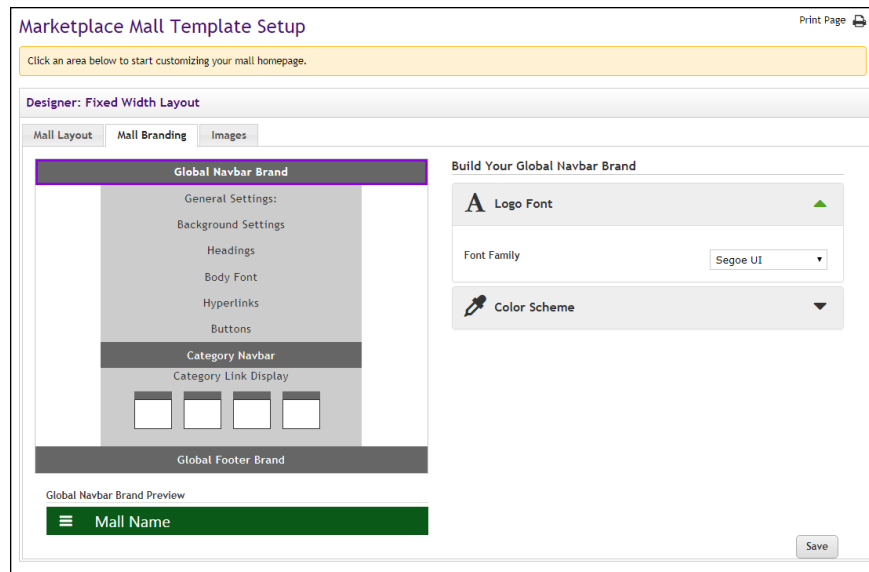 Marketplace Mall Template Setup
Print Page
Click an area below to start customizing your mall homepage.
Designer: Fixed Width Layout
Mall Layout
Mall Branding
Images
Global Navbar Brand
General Settings:
Background Settings
Headings
Body Font
Hyperlinks
Buttons
Category Navbar
Category Link Display
Global Footer Brand
Global Navbar Brand Preview
Mall Name
Build Your Global Navbar Brand
A Logo Font
Font Family
Segoe UI
Color Scheme
Save